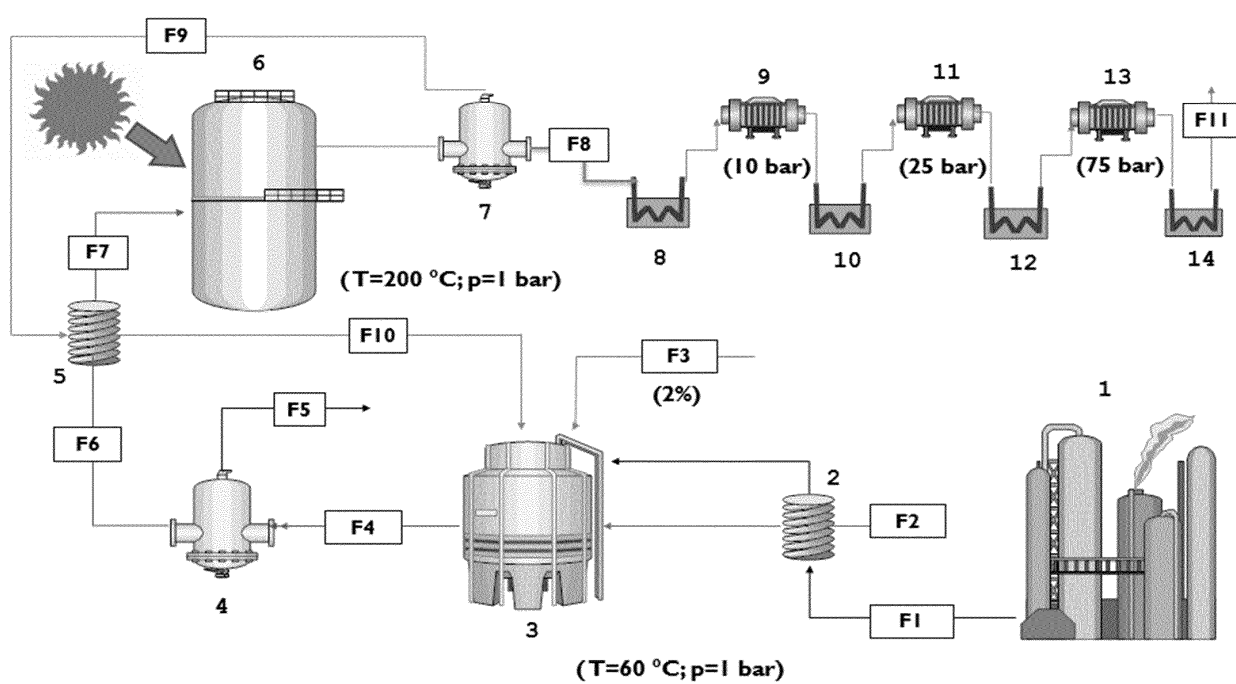 F9
6
9
11
13
F8
(10 bar)
(25 bar)
(75 bar)
F11
7
F7
8
10
12
14
(T=200 °C; p=1 bar)
F10
F3
5
(2%)
1
F5
F6
2
F4
F2
4
3
F1
(T=60 °C; p=1 bar)